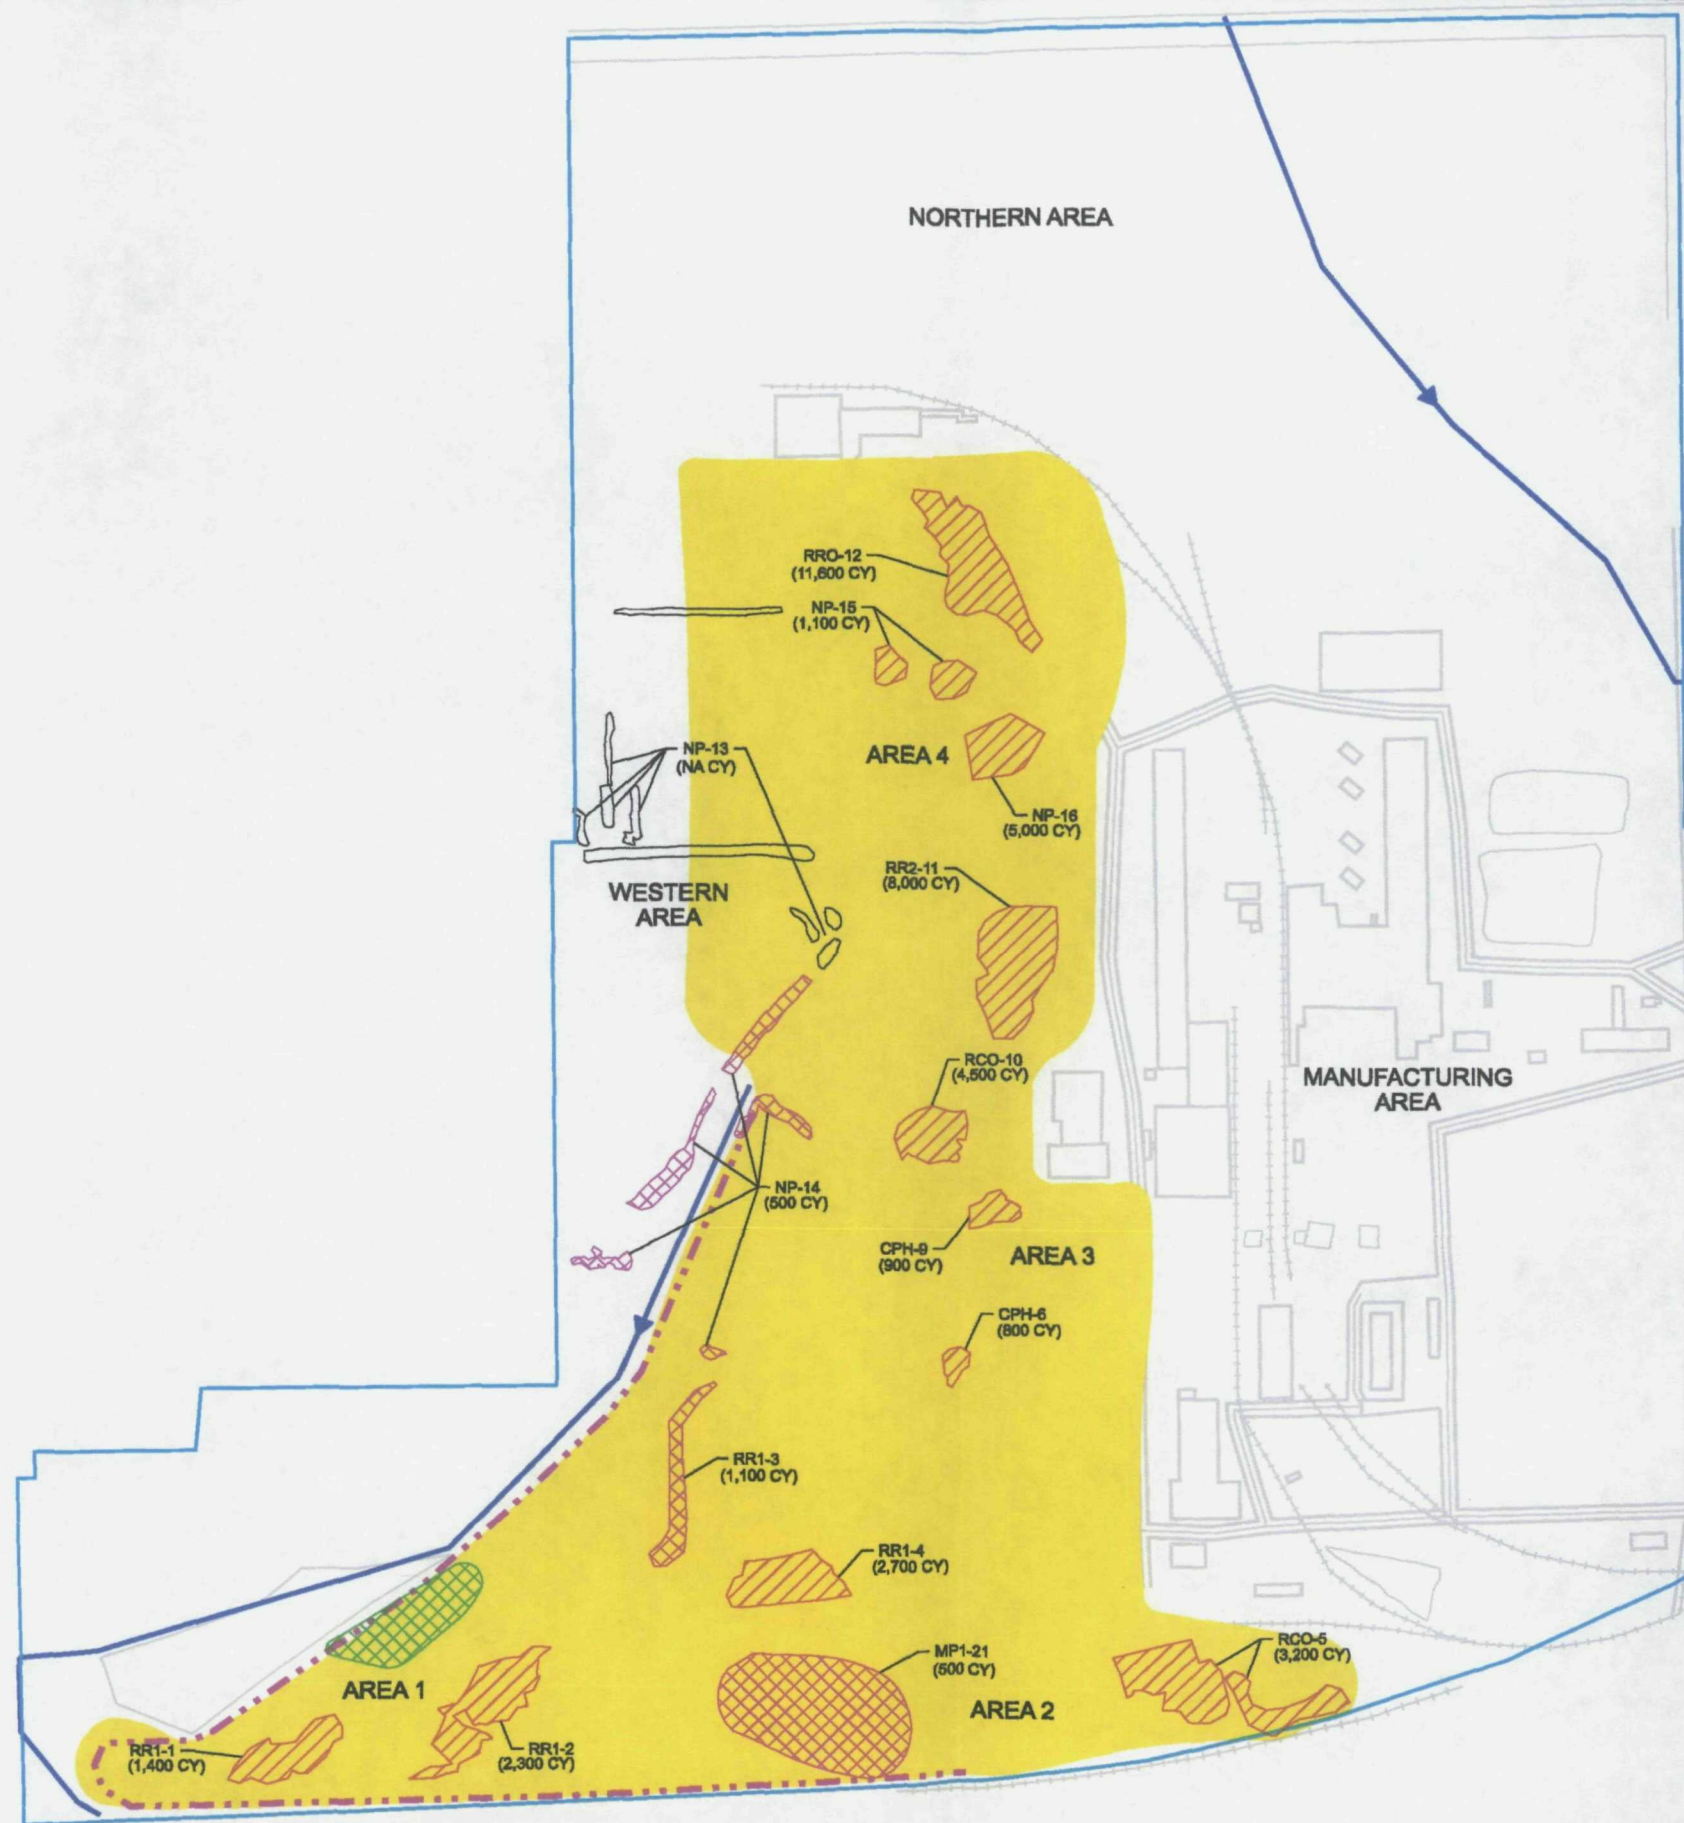 NORTHERN AREA
RRO-12
(11,600 CY)
NP-15
(1,100 CY)
NP-13
(NA CY)
AREA 4
NP-16
(5,000 CY)
RR2-11
(8,000 CY)
WESTERN
AREA
RCO-10
(4,500 CY)
MANUFACTURING
AREA
NP-14
(500 CY)
CPH-9
(900 CY)
AREA 3
CPH-6
(800 CY)
RR1-3
(1,100 CY)
RR1-4
(2,700 CY)
RCO-5
(3,200 CY)
MP1-21
(500 CY)
AREA 1
AREA 2
RR1-1
(1,400 CY)
RR1-2
(2,300 CY)